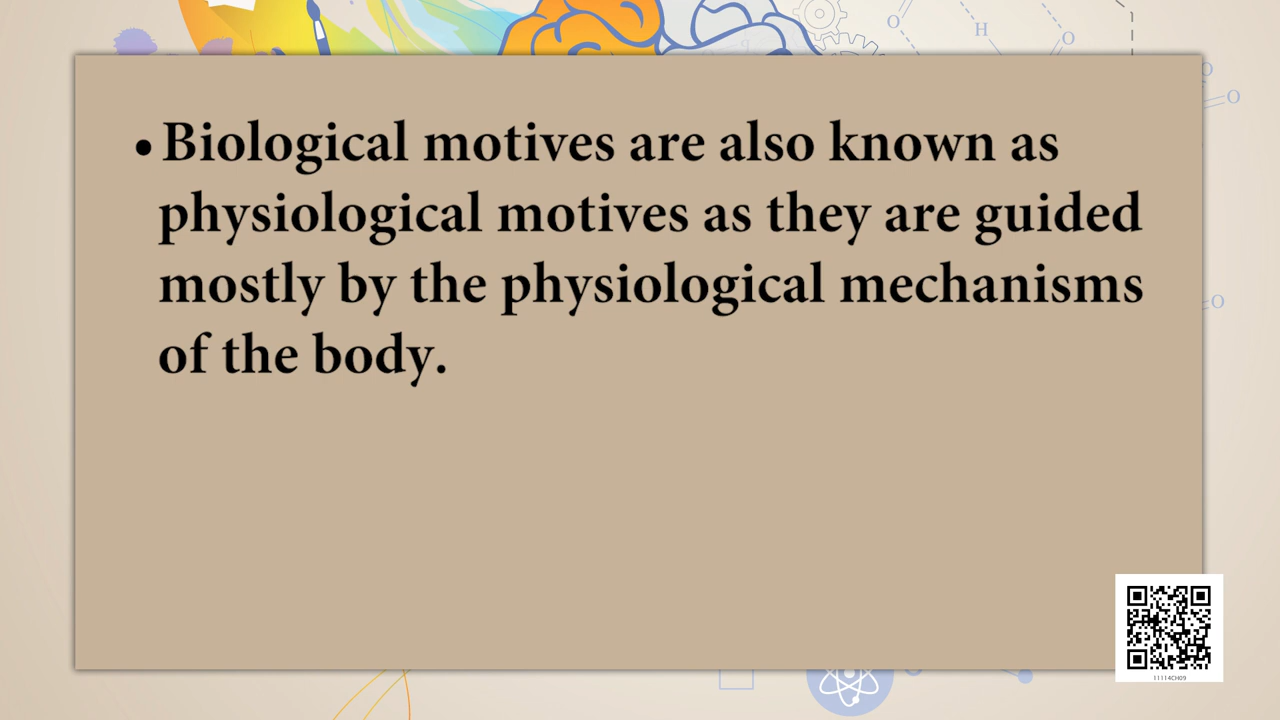 • Biological motives are also known as
physiological motives as they are guided
mostly by the physiological mechanisms
of the body.
O
H
O
O
O
O
11114CH09